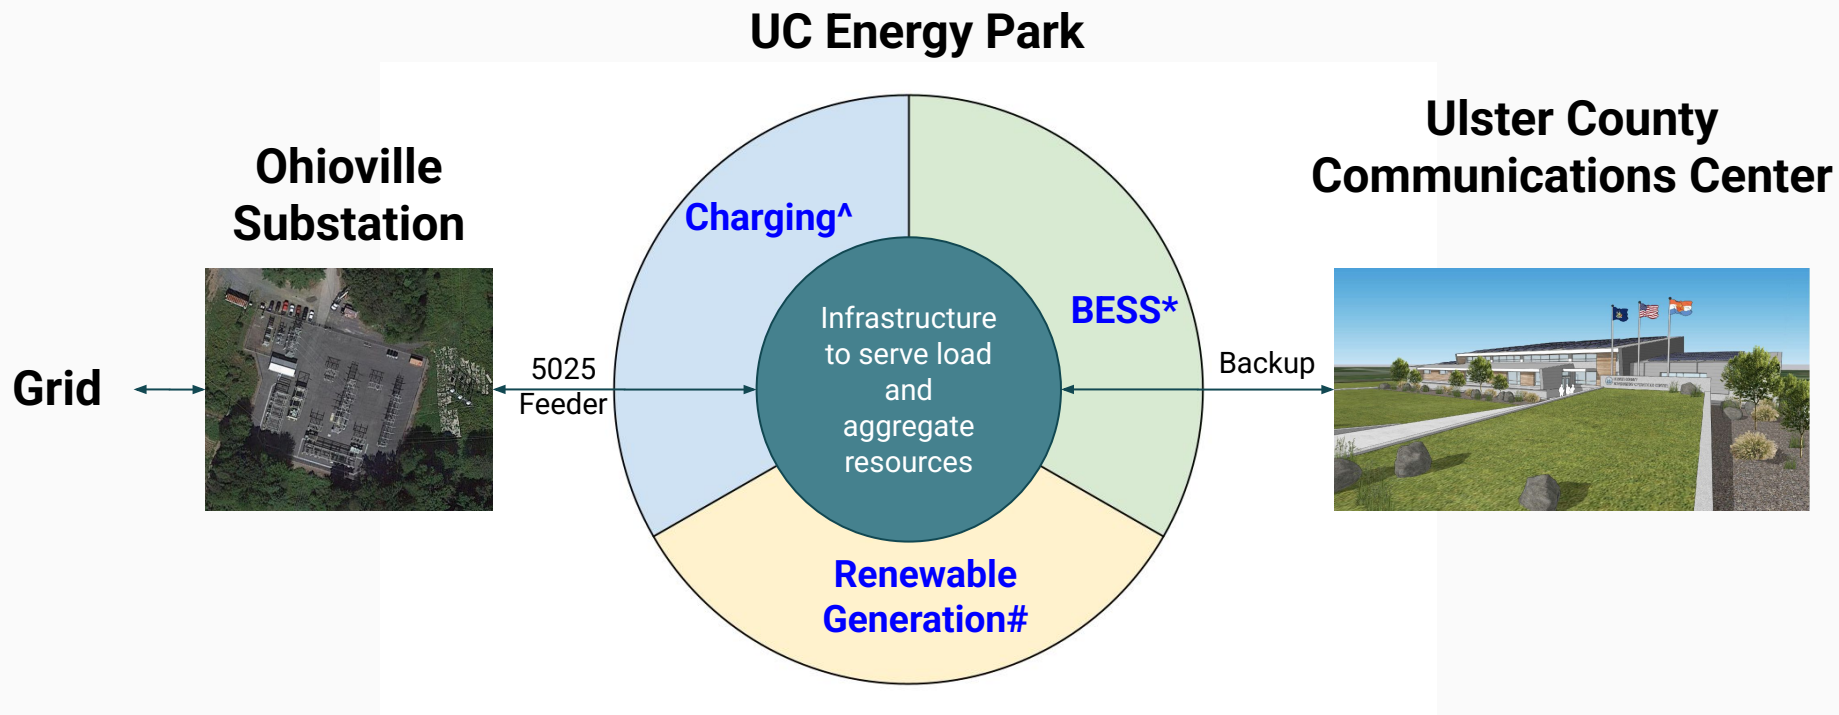 UC Energy Park
Ohioville
Substation
Ulster County
Communications Center
Charging^
BESS*
Infrastructure
to serve load
and
aggregate
resources
Grid
5025
Feeder
Backup
Renewable
Generation#